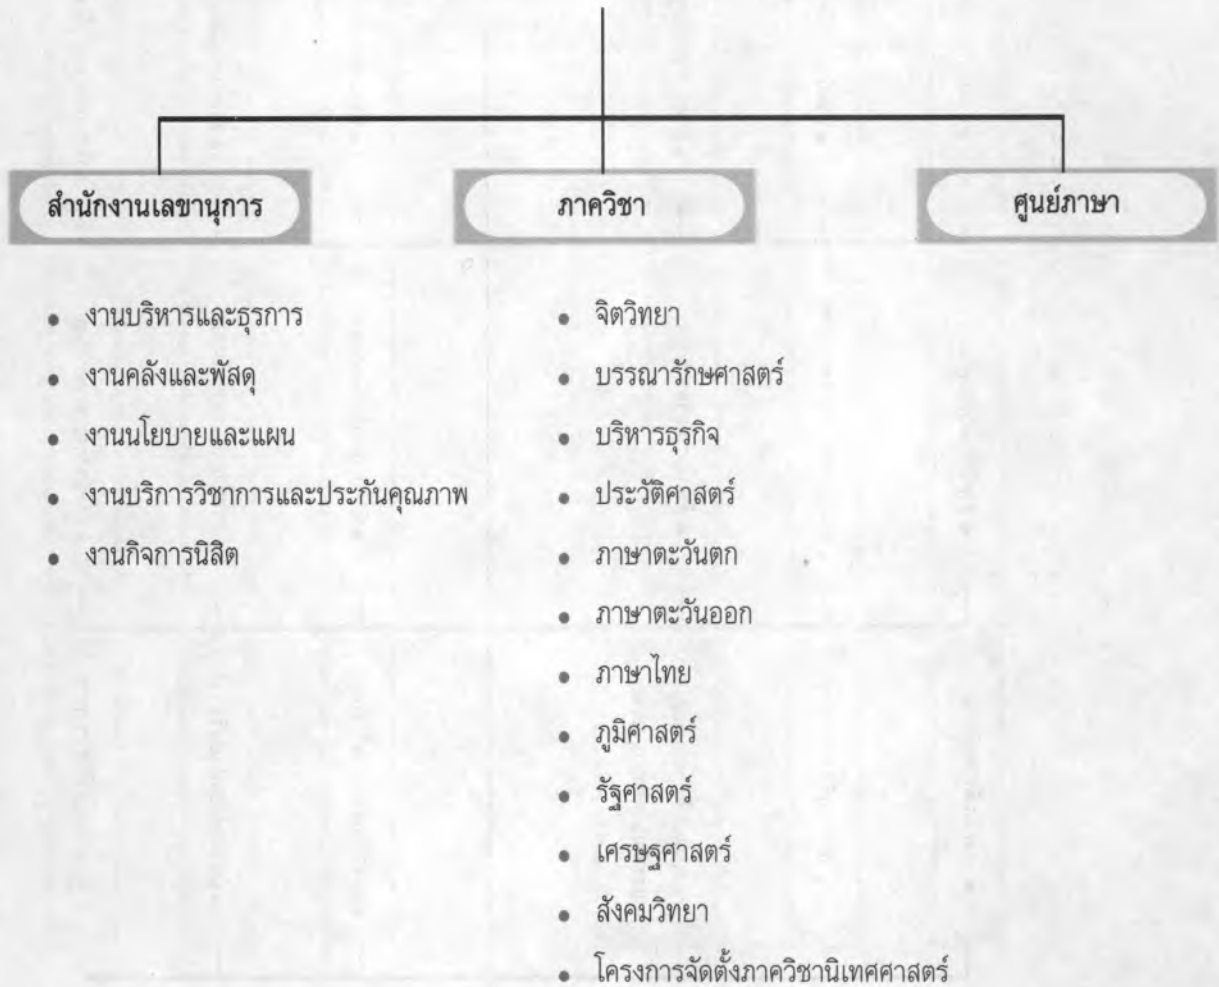 สำนักงานเลขานุการ
ภาควิชา
ศูนย์ภาษา
• งานบริหารและธุรการ
• งานคลังและพัสดุ
• งานนโยบายและแผน
• งานบริการวิชาการและประกันคุณภาพ
• งานกิจการนิสิต
• จิตวิทยา
• บรรณารักษศาสตร์
• บริหารธุรกิจ
• ประวัติศาสตร์
• ภาษาตะวันตก
• ภาษาตะวันออก
• ภาษาไทย
• ภูมิศาสตร์
• รัฐศาสตร์
• เศรษฐศาสตร์
• สังคมวิทยา
• โครงการจัดตั้งภาควิชานิเทศศาสตร์